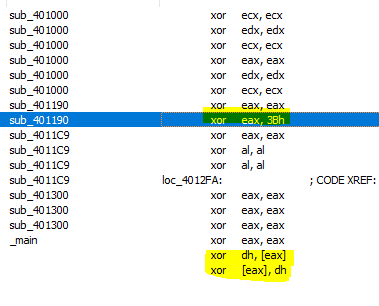 sub_401000 xor ecx, ecx
sub_401000 xor edx, edx
sub_401000 xor ecx, ecx
sub_401000 xor eax, eax
sub_401000 xor edx, edx
sub_401000 xor ecx, ecx
sub_401190 xor eax, eax
sub_401190 xor eax, 3Bh
sub_4011C9 xor eax, eax
sub_4011C9 xor al, al
sub_4011C9 xor al, al
sub_4011C9 loc_4012FA: ; CODE XREF:
sub_401300 xor eax, eax
sub_401300 xor eax, eax
sub_401300 xor eax, eax
_main xor eax, eax
xor dh, [eax]
xor [eax], dh